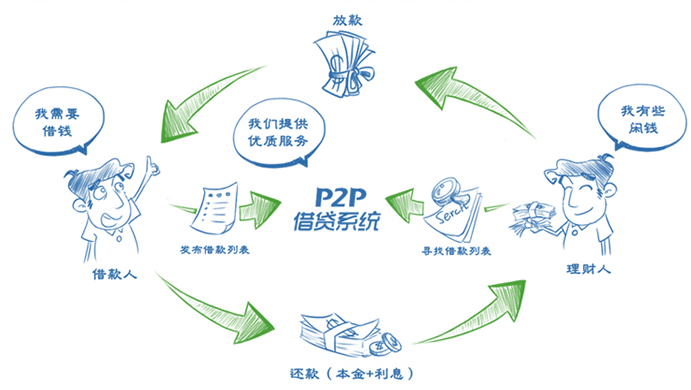 放款
我需要
借钱
我们提供
优质服务
我有些
闲钱
P2P
借贷系统
Serch
发布借款列表
寻找借款列表
借款人
理财人
还款（本金+利息）